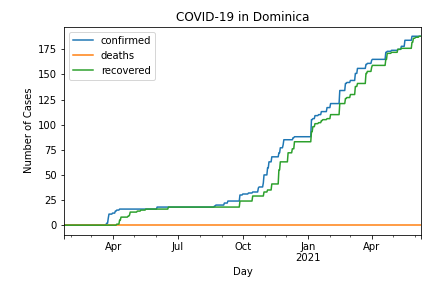 COVID-19 in Dominica
confirmed
deaths
recovered
Number of Cases
175
150
125
100
75
50
25
0
Apr
Jul
Oct
Jan
2021
Apr
Day